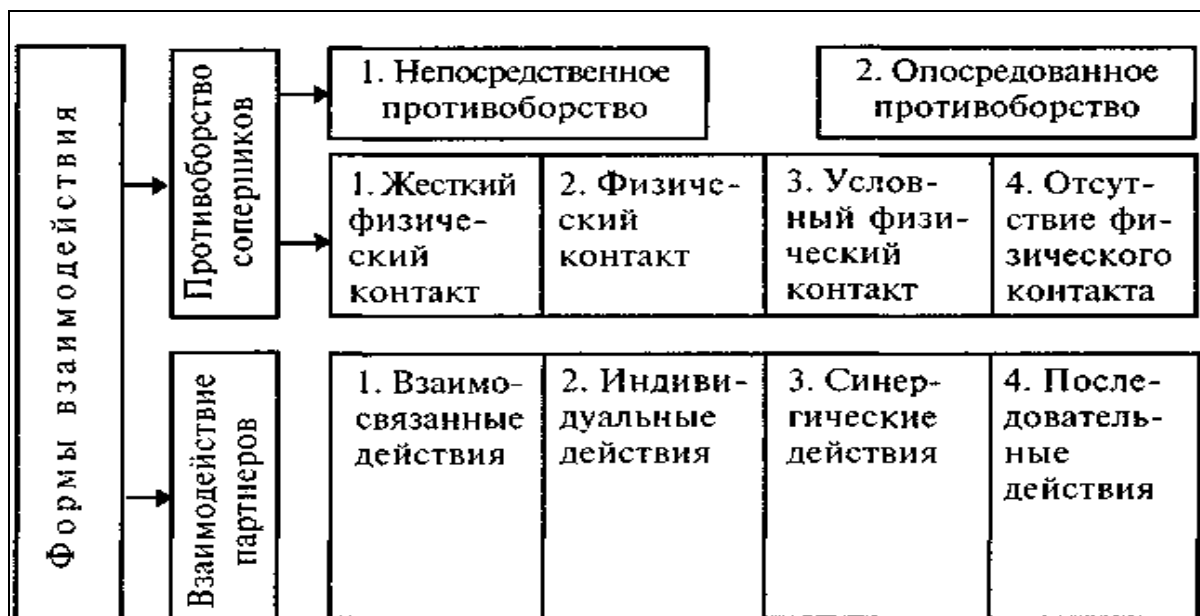 Формы взаимодействия
Противоборство
соперников
1. Непосредственное
противоборство
2. Опосредованное
противоборство
1. Жесткий
физиче-
ский
контакт
2. Физиче-
ский
контакт
3. Услов-
ный физи-
ческий
контакт
4. Отсут-
ствие фи-
зического
контакта
Взаимодействие
партнеров
1. Взаимо-
связанные
действия
2. Индиви-
дуальные
действия
3. Синер-
гические
действия
4. После-
дователь-
ные
действия